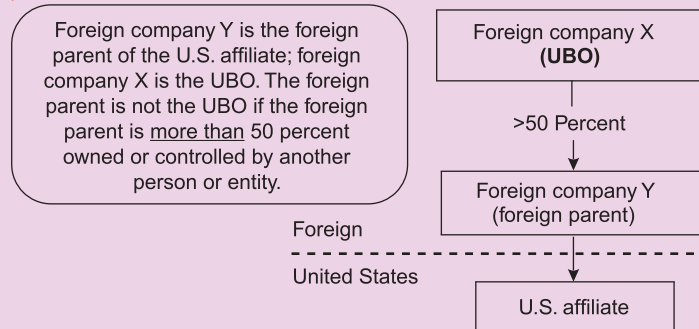 Foreign company Y is the foreign
parent of the U.S. affiliate; foreign
company X is the UBO. The foreign
parent is not the UBO if the foreign
parent is more than 50 percent
owned or controlled by another
person or entity.
Foreign company X
(UBO)
>50 Percent
Foreign company Y
(foreign parent)
Foreign
United States
U.S. affiliate